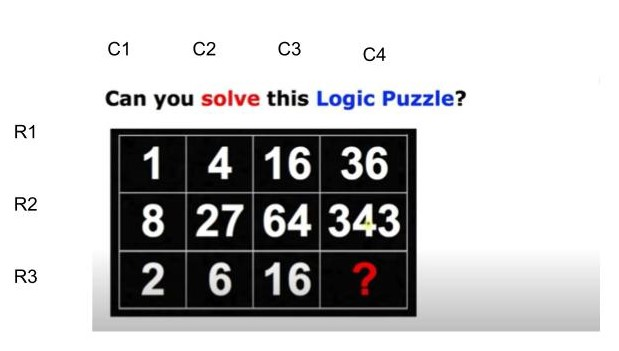 C1 C2 C3 C4
Can you solve this Logic Puzzle?
R1
1 4 16 36
R2
8 27 64 343
R3
2 6 16 ?